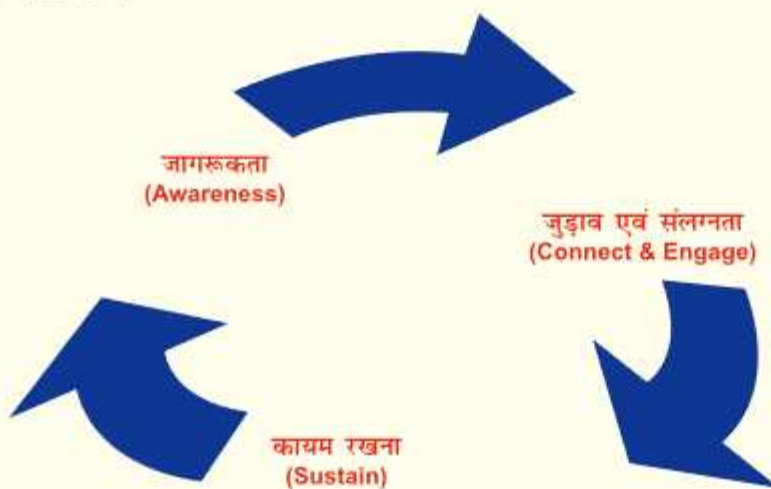 जागरूकता
(Awareness)
जुड़ाव एवं संलग्नता
(Connect & Engage)
कायम रखना
(Sustain)